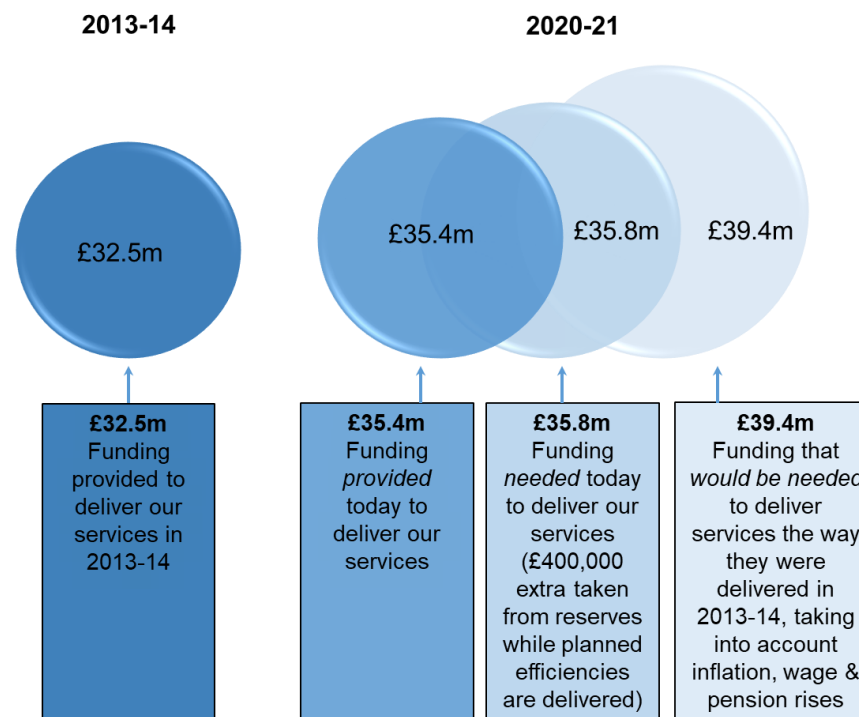 2013-14
2020-21
£32.5m
£35.4m
£35.8m
£39.4m
£32.5m
Funding
provided to
deliver our
services in
2013-14
£35.4m
Funding
provided
today to
deliver our
services
£35.8m
Funding
needed today
to deliver our
services
(£400,000
extra taken
from reserves
while planned
efficiencies
are delivered)
£39.4m
Funding that
would be needed
to deliver
services the way
they were
delivered in
2013-14, taking
into account
inflation, wage &
pension rises